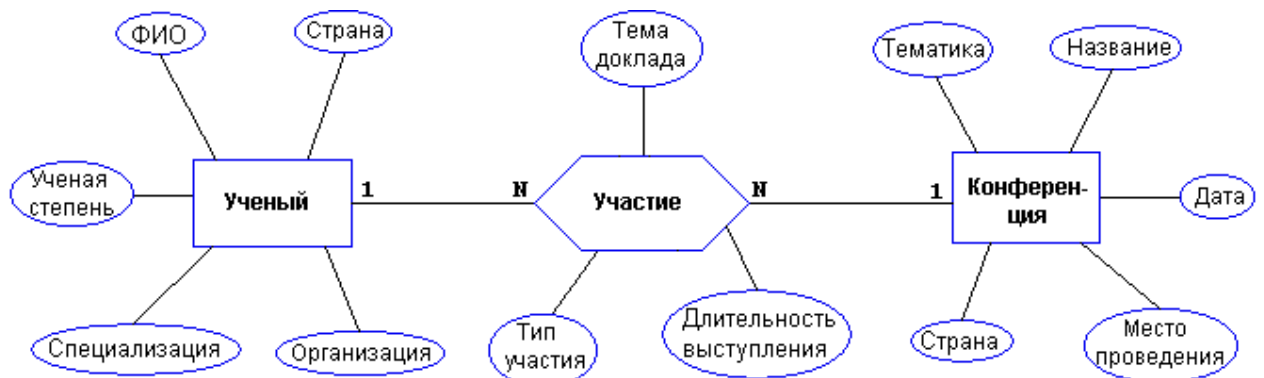 ФИО
Страна
Тема
доклада
Тематика
Название
Ученая
степень
Ученый
1
N
Участие
N
1
Конферен-
ция
Дата
Специализация
Организация
Тип
участия
Длительность
выступления
Страна
Место
проведения